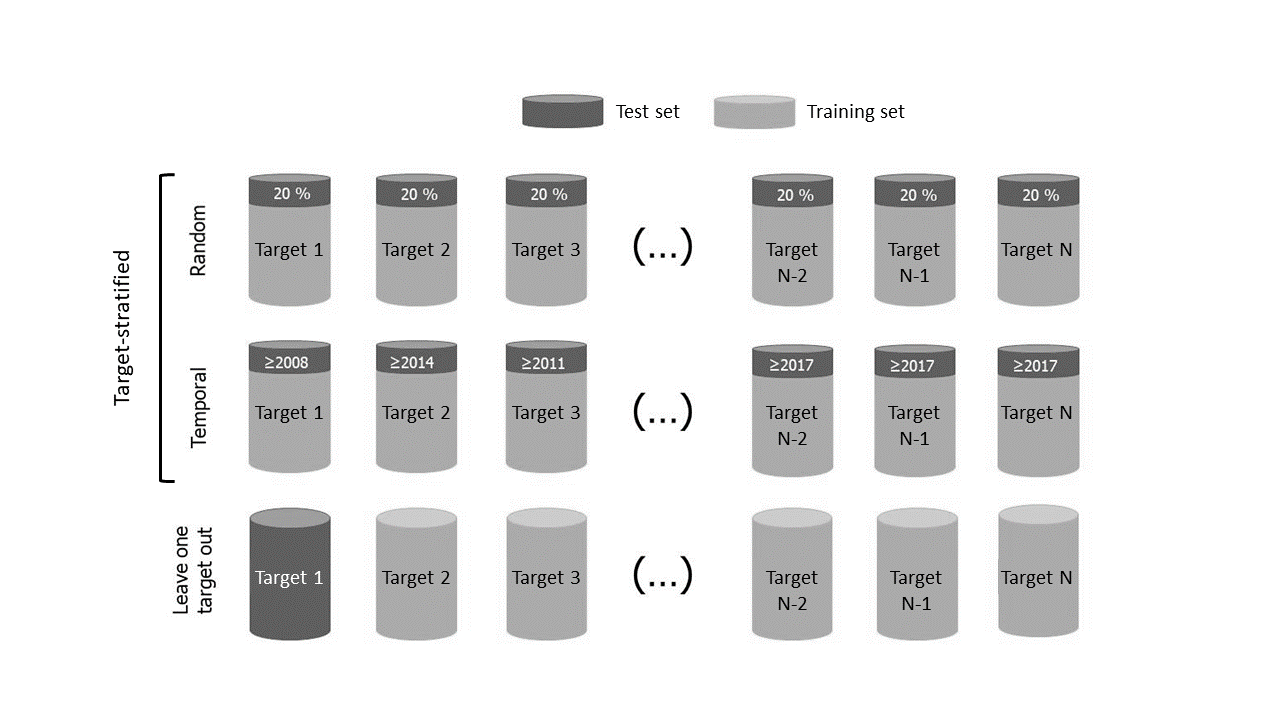 Test set
Training set
Target-stratified
Random
20 %
20 %
20 %
20 %
20 %
20 %
Target 1
Target 2
Target 3
(...)
Target
N-2
Target
N-1
Target N
Temporal
≥2008
≥2014
≥2011
≥2017
≥2017
≥2017
Target 1
Target 2
Target 3
(...)
Target
N-2
Target
N-1
Target N
Leave one
target out
Target 1
Target 2
Target 3
(...)
Target
N-2
Target
N-1
Target N